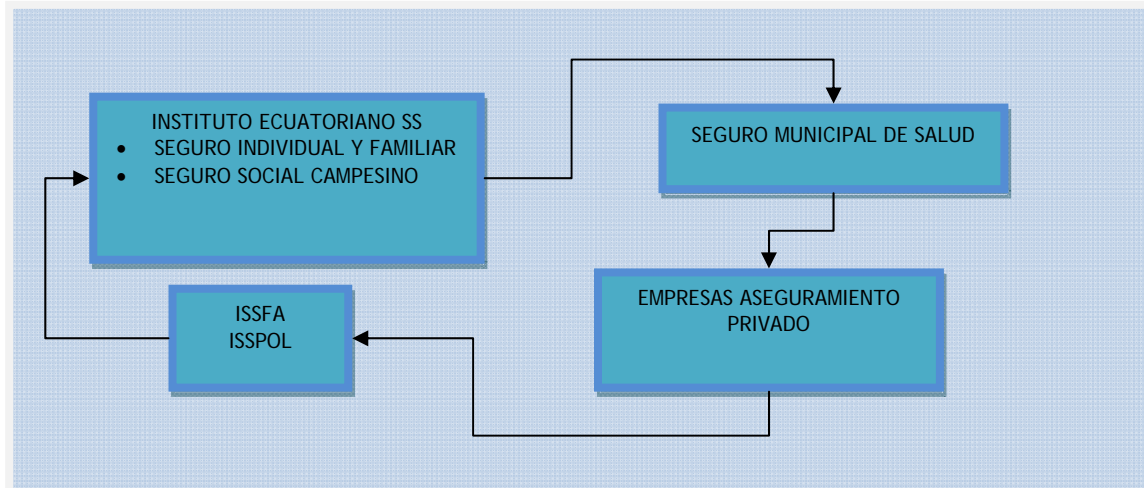 INSTITUTO ECUATORIANO SS
• SEGURO INDIVIDUAL Y FAMILIAR
• SEGURO SOCIAL CAMPESINO
SEGURO MUNICIPAL DE SALUD
EMPRESAS ASEGURAMIENTO
PRIVADO
ISSFA
ISSPOL